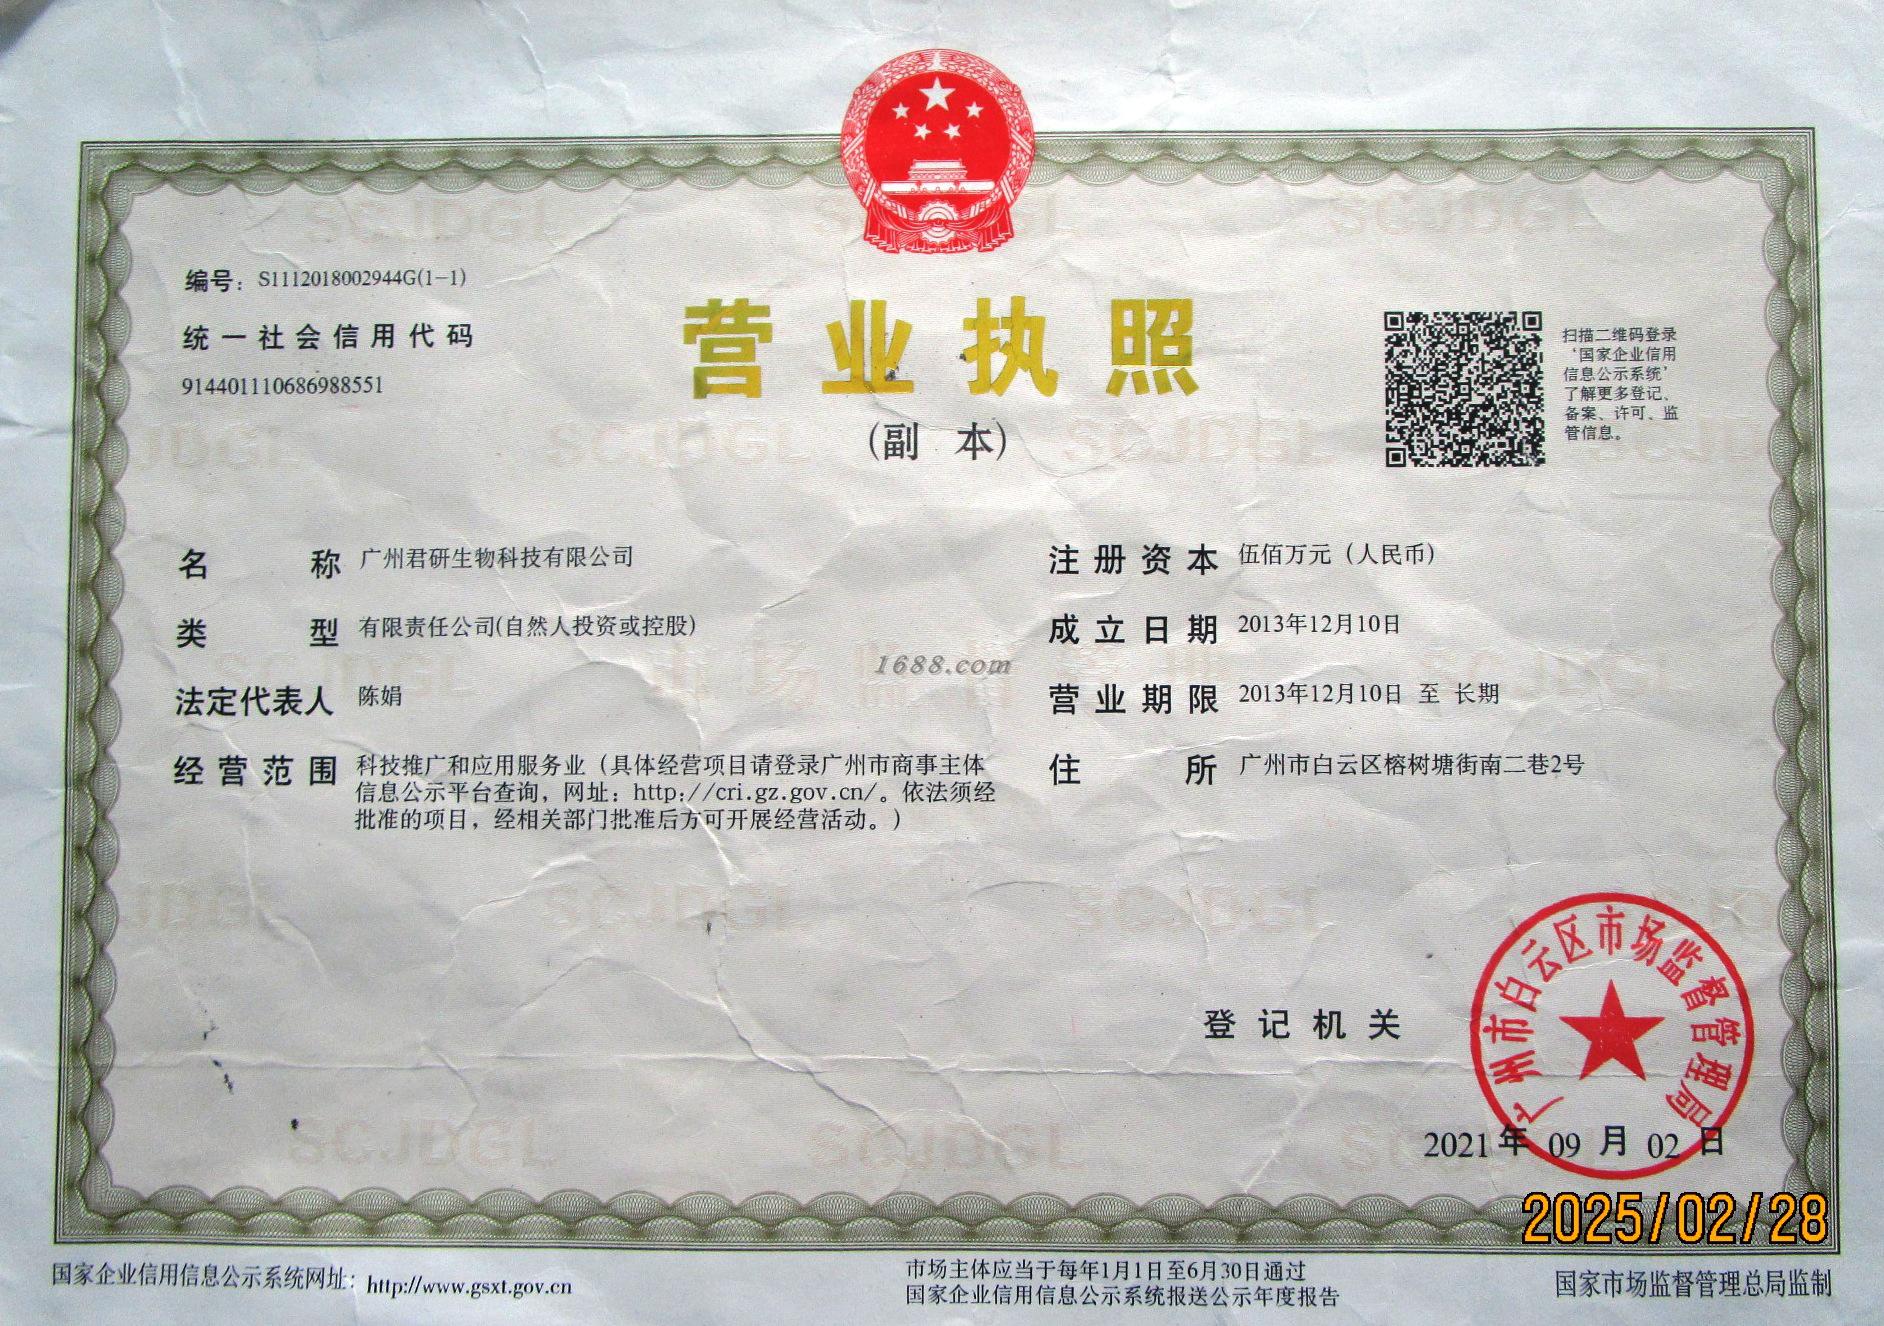 编号：S1112018002944G(1-1)
统一社会信用代码
914401110686988551
营业执照
(副 本)
扫描二维码登录
‘国家企业信用
信息公示系统’
了解更多登记、
备案、许可、监
管信息。
名 称 广州君研生物科技有限公司
类 型 有限责任公司(自然人投资或控股)
法定代表人 陈娟
经营范围 科技推广和应用服务业（具体经营项目请登录广州市商事主体
信息公示平台查询，网址：http://cri.gz.gov.cn/。依法须经
批准的项目，经相关部门批准后方可开展经营活动。）
注册资本 伍佰万元（人民币）
成立日期 2013年12月10日
营业期限 2013年12月10日 至 长期
住 所 广州市白云区榕树塘街南二巷2号
1688.com
登记机关
广州市白云区市场监督管理局
2021年09月02日
2025/02/28
国家企业信用信息公示系统网址：http://www.gsxt.gov.cn
市场主体应当于每年1月1日至6月30日通过
国家企业信用信息公示系统报送公示年度报告
国家市场监督管理总局监制
SCJDGL